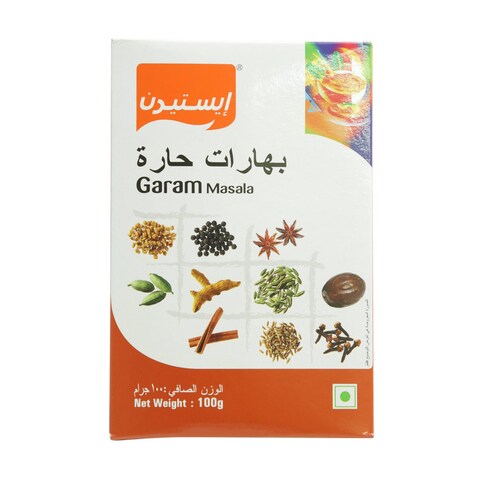 إيستيرن®
بهارات حارة
Garam Masala
الوزن الصافي: ١٠٠ جرام
Net Weight : 100g